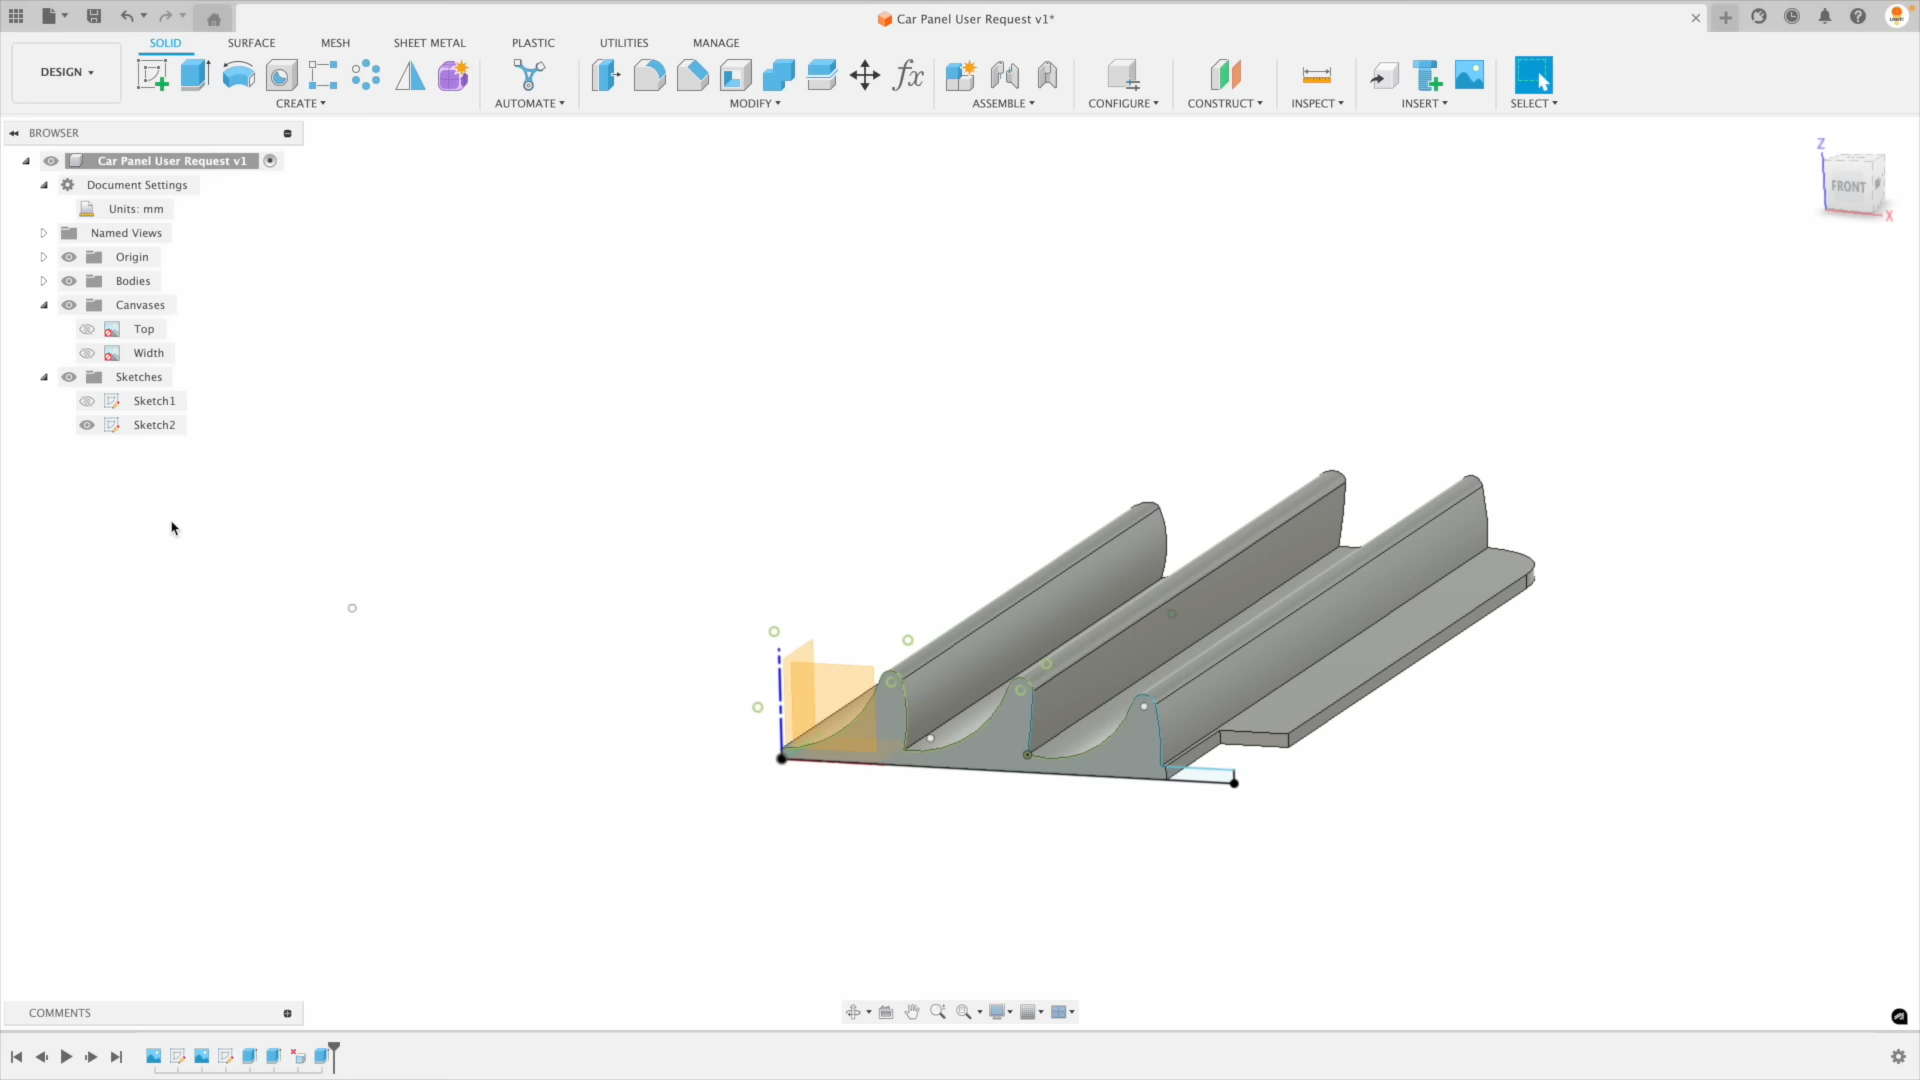 Car Panel User Request v1*
SOLID SURFACE MESH SHEET METAL PLASTIC UTILITIES MANAGE
DESIGN
fx
CREATE AUTOMATE MODIFY ASSEMBLE CONFIGURE CONSTRUCT INSPECT INSERT SELECT
BROWSER
Car Panel User Request v1
Document Settings
Units: mm
Named Views
Origin
Bodies
Canvases
Top
Width
Sketches
Sketch1
Sketch2
Z
FRONT
X
COMMENTS